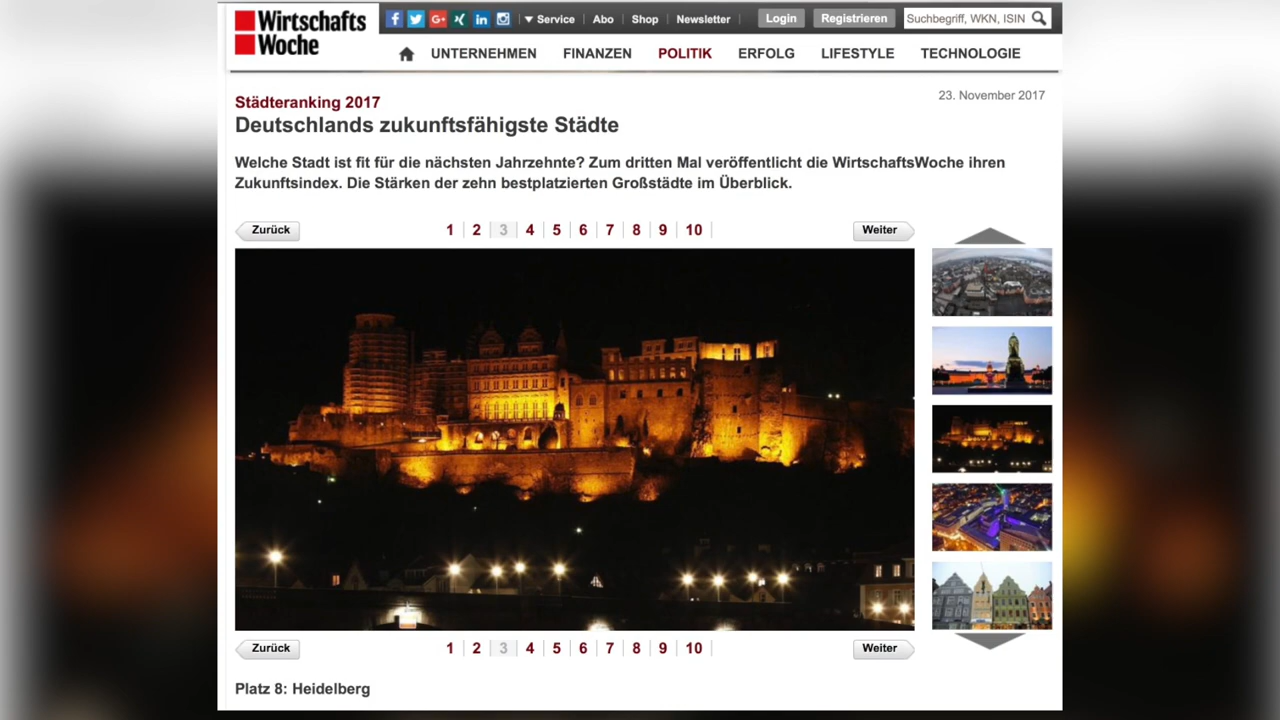 Wirtschafts
Woche
Service
Abo
Shop
Newsletter
Login
Registrieren
Suchbegriff, WKN, ISIN
UNTERNEHMEN
FINANZEN
POLITIK
ERFOLG
LIFESTYLE
TECHNOLOGIE
23. November 2017
Städteranking 2017
Deutschlands zukunftsfähigste Städte
Welche Stadt ist fit für die nächsten Jahrzehnte? Zum dritten Mal veröffentlicht die WirtschaftsWoche ihren
Zukunftsindex. Die Stärken der zehn bestplatzierten Großstädte im Überblick.
Zurück
1 2 3 4 5 6 7 8 9 10
Weiter
Zurück
1 2 3 4 5 6 7 8 9 10
Weiter
Platz 8: Heidelberg